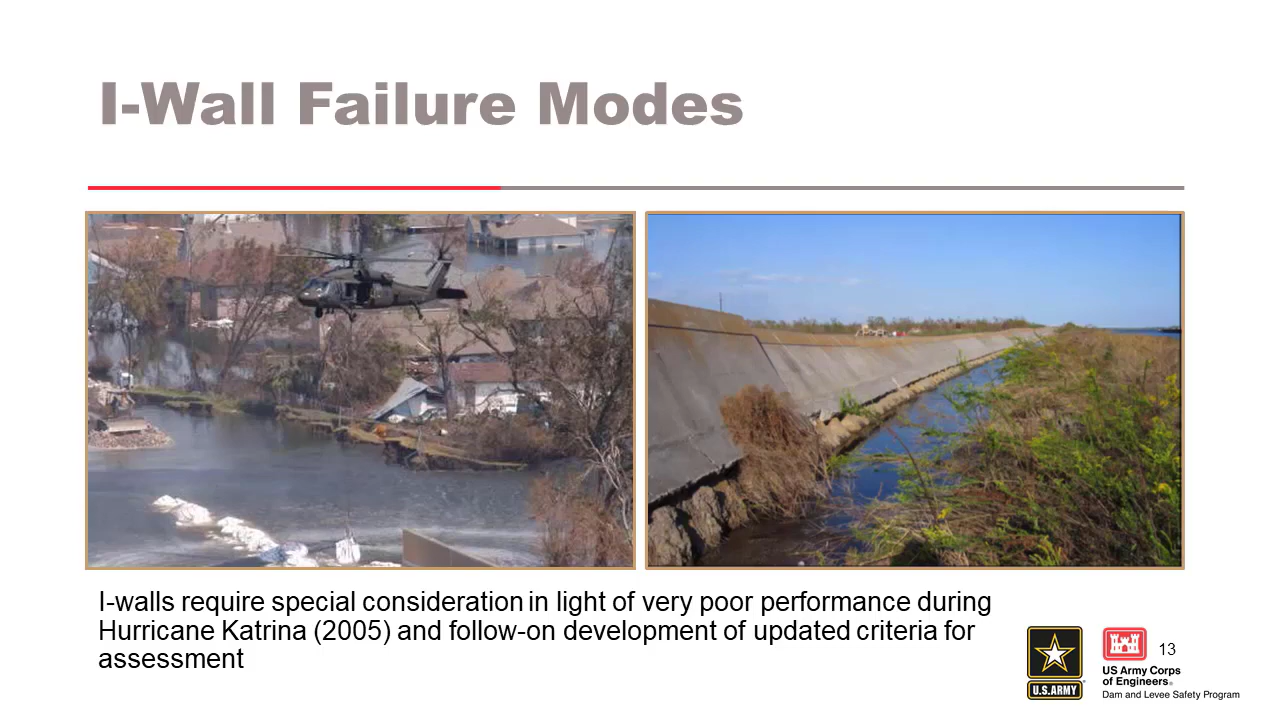 I-Wall Failure Modes
I-walls require special consideration in light of very poor performance during
Hurricane Katrina (2005) and follow-on development of updated criteria for
assessment
U.S.ARMY
US Army Corps
of Engineers®
Dam and Levee Safety Program
13